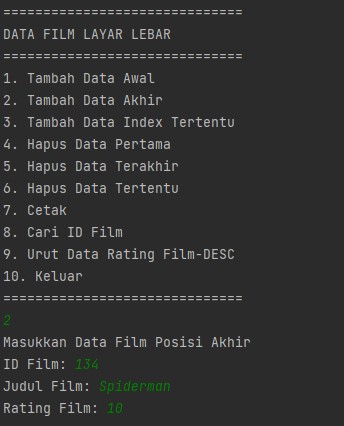 ==============================
DATA FILM LAYAR LEBAR
==============================
1. Tambah Data Awal
2. Tambah Data Akhir
3. Tambah Data Index Tertentu
4. Hapus Data Pertama
5. Hapus Data Terakhir
6. Hapus Data Tertentu
7. Cetak
8. Cari ID Film
9. Urut Data Rating Film-DESC
10. Keluar
==============================
2
Masukkan Data Film Posisi Akhir
ID Film: 134
Judul Film: Spiderman
Rating Film: 10